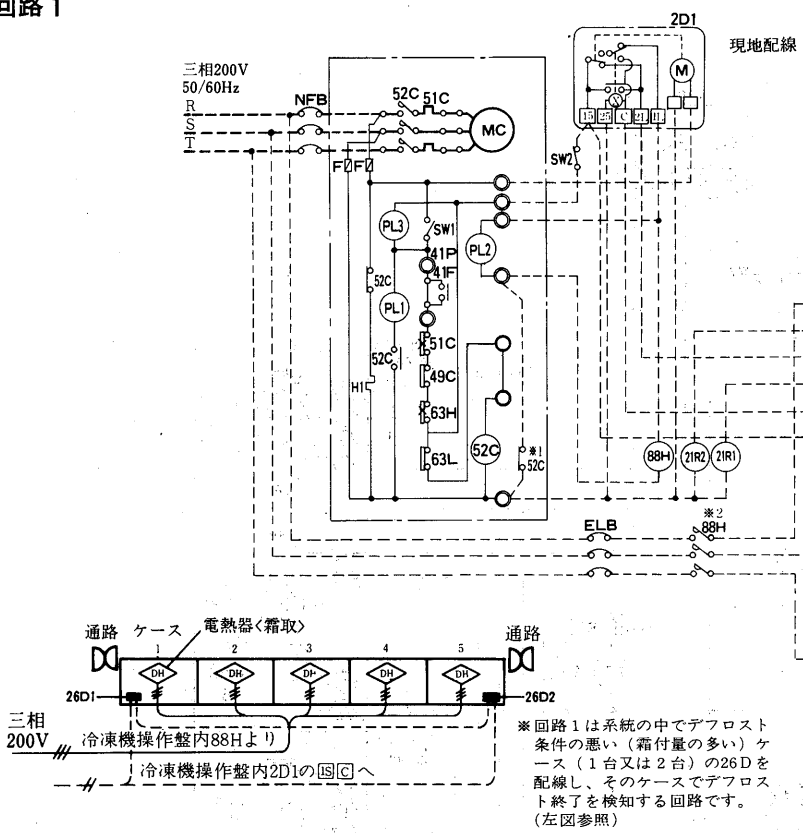 回路1
2D1
現地配線
三相200V
50/60Hz
R
S
T
NFB
52C
51C
MC
M
X
15
25
C
2L
1L
SW2
F
F
PL3
SW1
PL2
41P
41F
52C
PL1
51C
52C
49C
H1
63H
63L
52C
※1
52C
88H
21R2
21R1
ELB
※2
88H
通路
ケース
電熱器〈霜取〉
通路
1
2
3
4
5
DH
DH
DH
DH
DH
26D1
26D2
三相
200V
冷凍機操作盤内88Hより
冷凍機操作盤内2D1の15Cへ
※回路1は系統の中でデフロスト
条件の悪い(霜付量の多い)ケ
ース(1台又は2台)の26Dを
配線し、そのケースでデフロス
ト終了を検知する回路です。
(左図参照)